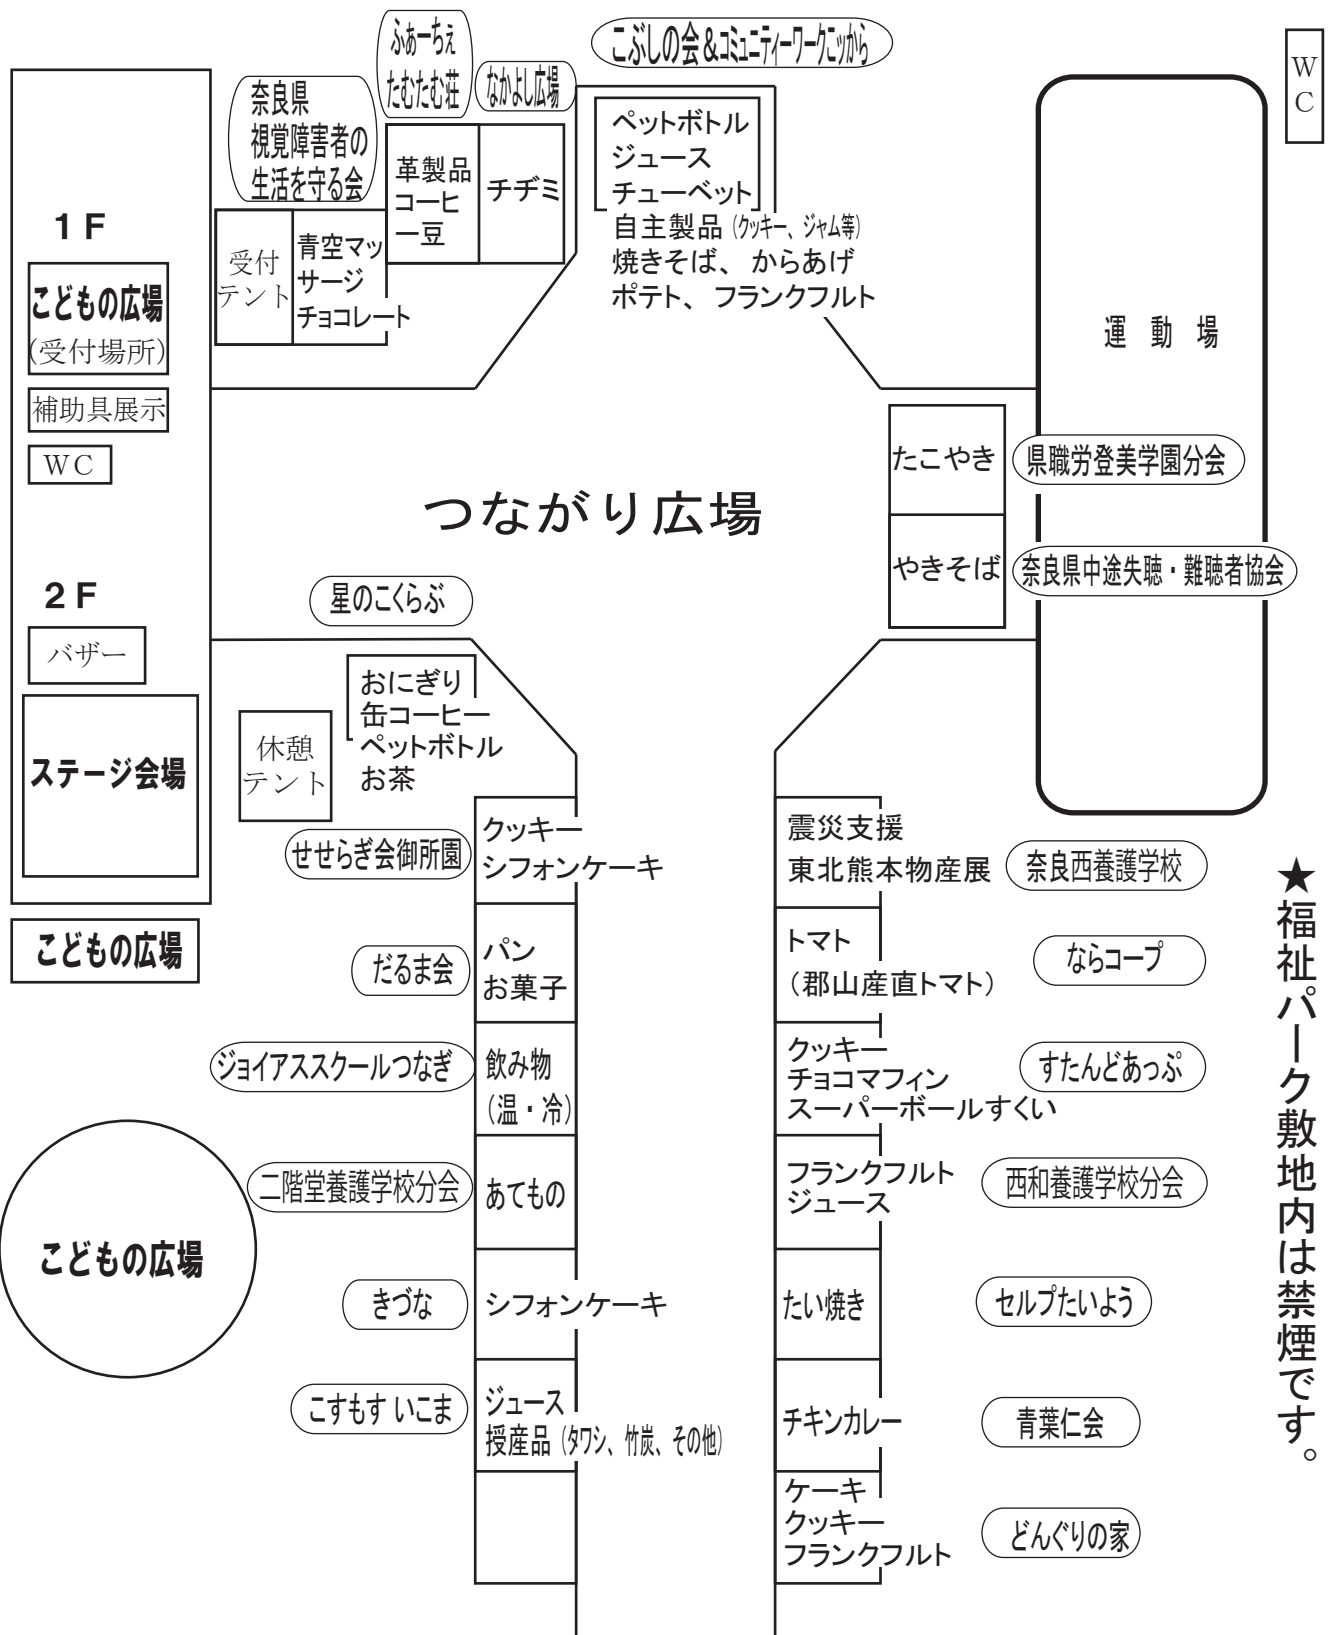 こぶしの会&コミュニティーワークこッから
ふぁーちぇ
たむたむ荘
なかよし広場
奈良県
視覚障害者の
生活を守る会
WC
ペットボトル
ジュース
チューベット
自主製品(クッキー、ジャム等)
焼きそば、からあげ
ポテト、フランクフルト
革製品
コーヒ
ー豆
チヂミ
受付
テント
青空マッ
サージ
チョコレート
1F
こどもの広場
(受付場所)
補助具展示
WC
運動場
たこやき
県職労登美学園分会
つながり広場
やきそば
奈良県中途失聴・難聴者協会
2F
バザー
ステージ会場
こどもの広場
星のこくらぶ
おにぎり
缶コーヒー
ペットボトル
お茶
休憩
テント
せせらぎ会御所園
クッキー
シフォンケーキ
だるま会
パン
お菓子
ジョイアススクールつなぎ
飲み物
(温・冷)
二階堂養護学校分会
あてもの
こどもの広場
きづな
シフォンケーキ
こすもす いこま
ジュース
授産品(タワシ、竹炭、その他)
震災支援
東北熊本物産展
奈良西養護学校
トマト
(郡山産直トマト)
ならコープ
クッキー
チョコマフィン
スーパーボールすくい
すたんどあっぷ
フランクフルト
ジュース
西和養護学校分会
たい焼き
セルプたいよう
チキンカレー
青葉仁会
ケーキ
クッキー
フランクフルト
どんぐりの家
★福祉パーク敷地内は禁煙です。